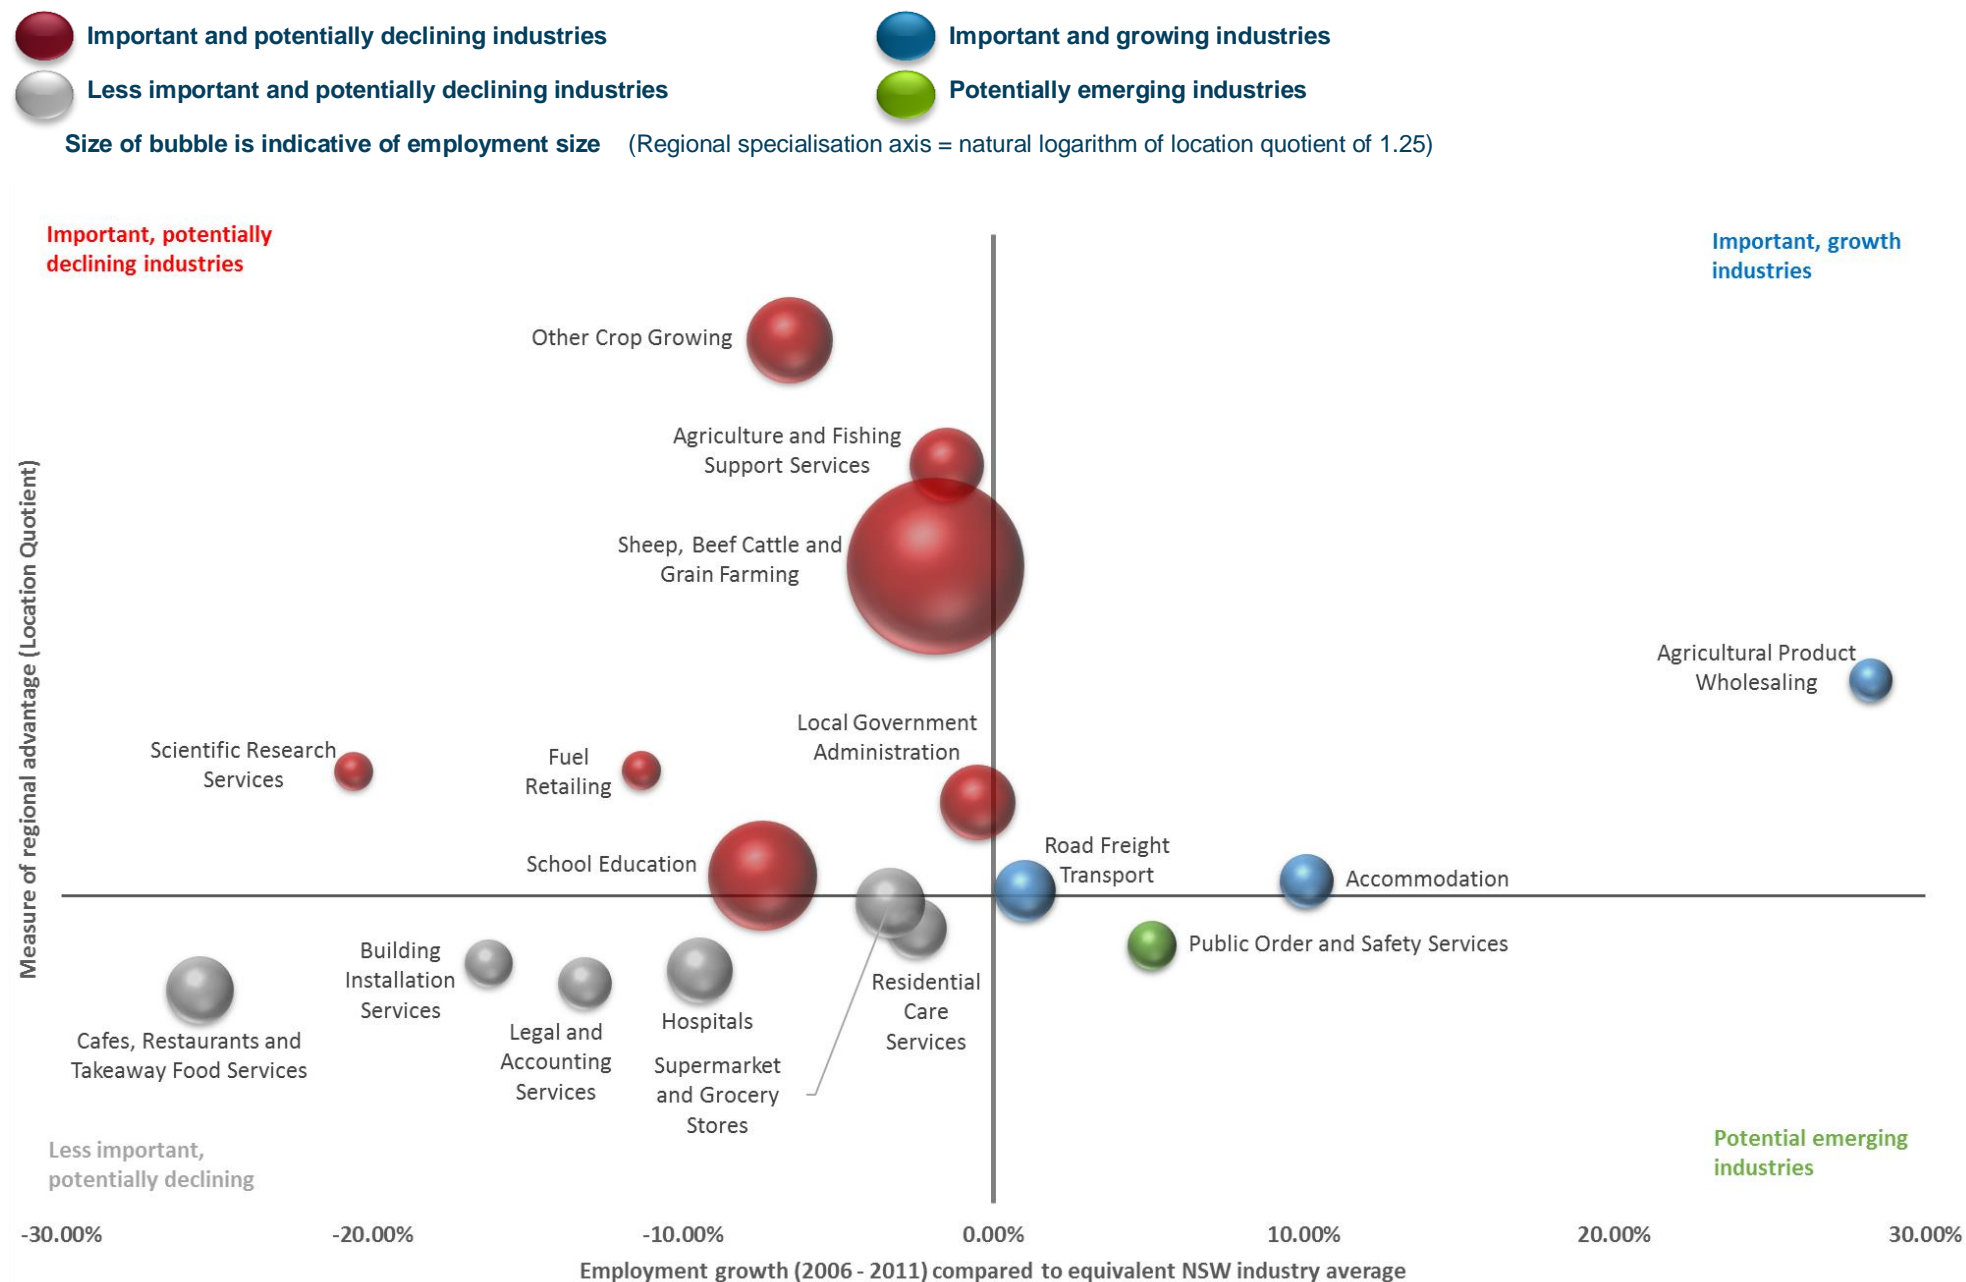 Important and potentially declining industries
Important and growing industries
Less important and potentially declining industries
Potentially emerging industries
Size of bubble is indicative of employment size (Regional specialisation axis = natural logarithm of location quotient of 1.25)
Important, potentially
declining industries
Important, growth
industries
Measure of regional advantage (Location Quotient)
Other Crop Growing
Agriculture and Fishing
Support Services
Sheep, Beef Cattle and
Grain Farming
Agricultural Product
Wholesaling
Local Government
Administration
Scientific Research
Services
Fuel
Retailing
Road Freight
Transport
School Education
Accommodation
Public Order and Safety Services
Building
Installation
Services
Residential
Care
Services
Cafes, Restaurants and
Takeaway Food Services
Legal and
Accounting
Services
Hospitals
Supermarket
and Grocery
Stores
Less important,
potentially declining
Potential emerging
industries
-30.00% -20.00% -10.00% 0.00% 10.00% 20.00% 30.00%
Employment growth (2006 - 2011) compared to equivalent NSW industry average